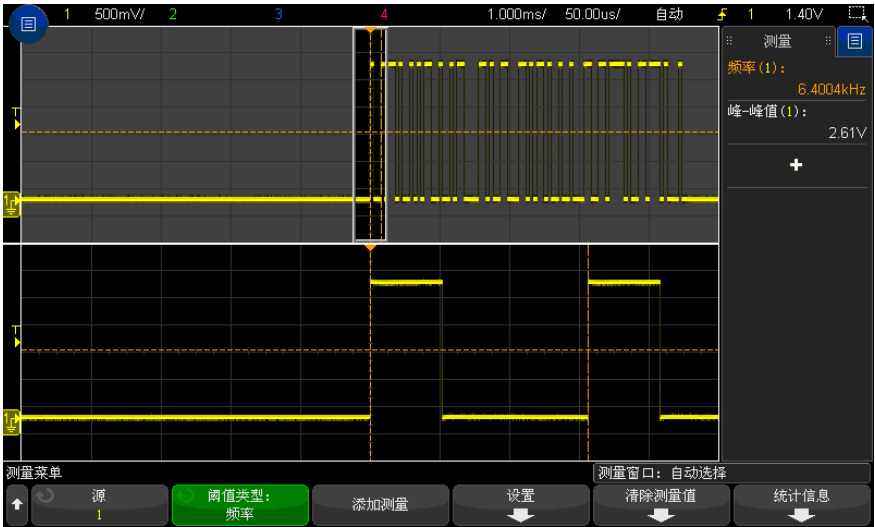 1 500mV/ 2 3 4 1.000ms/ 50.00us/ 自动 1 1.40V
测量
频率(1):
6.4004kHz
峰-峰值(1):
2.61V
+
T
1
T
1
测量菜单
测量窗口: 自动选择
源
1
阈值类型:
频率
添加测量
设置
清除测量值
统计信息